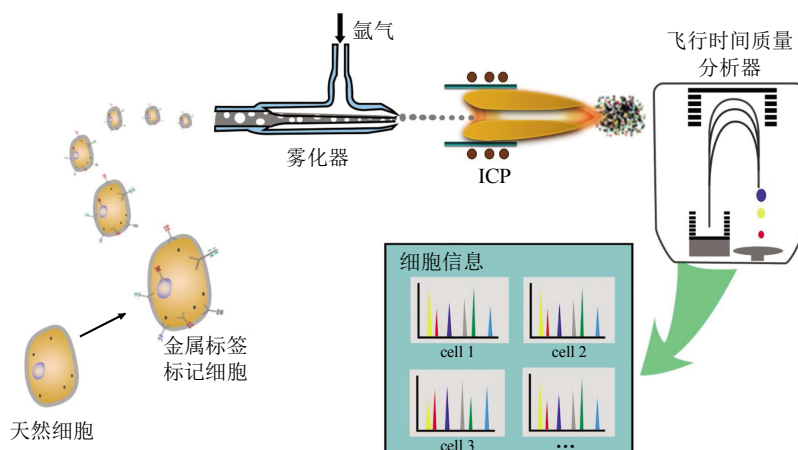 氩气
飞行时间质量
分析器
雾化器
ICP
细胞信息
cell 1
cell 2
cell 3
...
金属标签
标记细胞
天然细胞